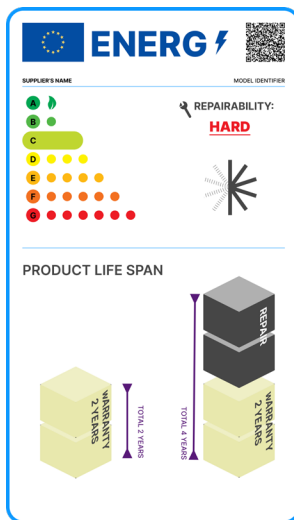 ENERG
SUPPLIER'S NAME
MODEL IDENTIFIER
A
B
C
D
E
F
G
REPAIRABILITY:
HARD
PRODUCT LIFE SPAN
WARRANTY
2 YEARS
TOTAL 2 YEARS
TOTAL 4 YEARS
REPAIR
WARRANTY
2 YEARS